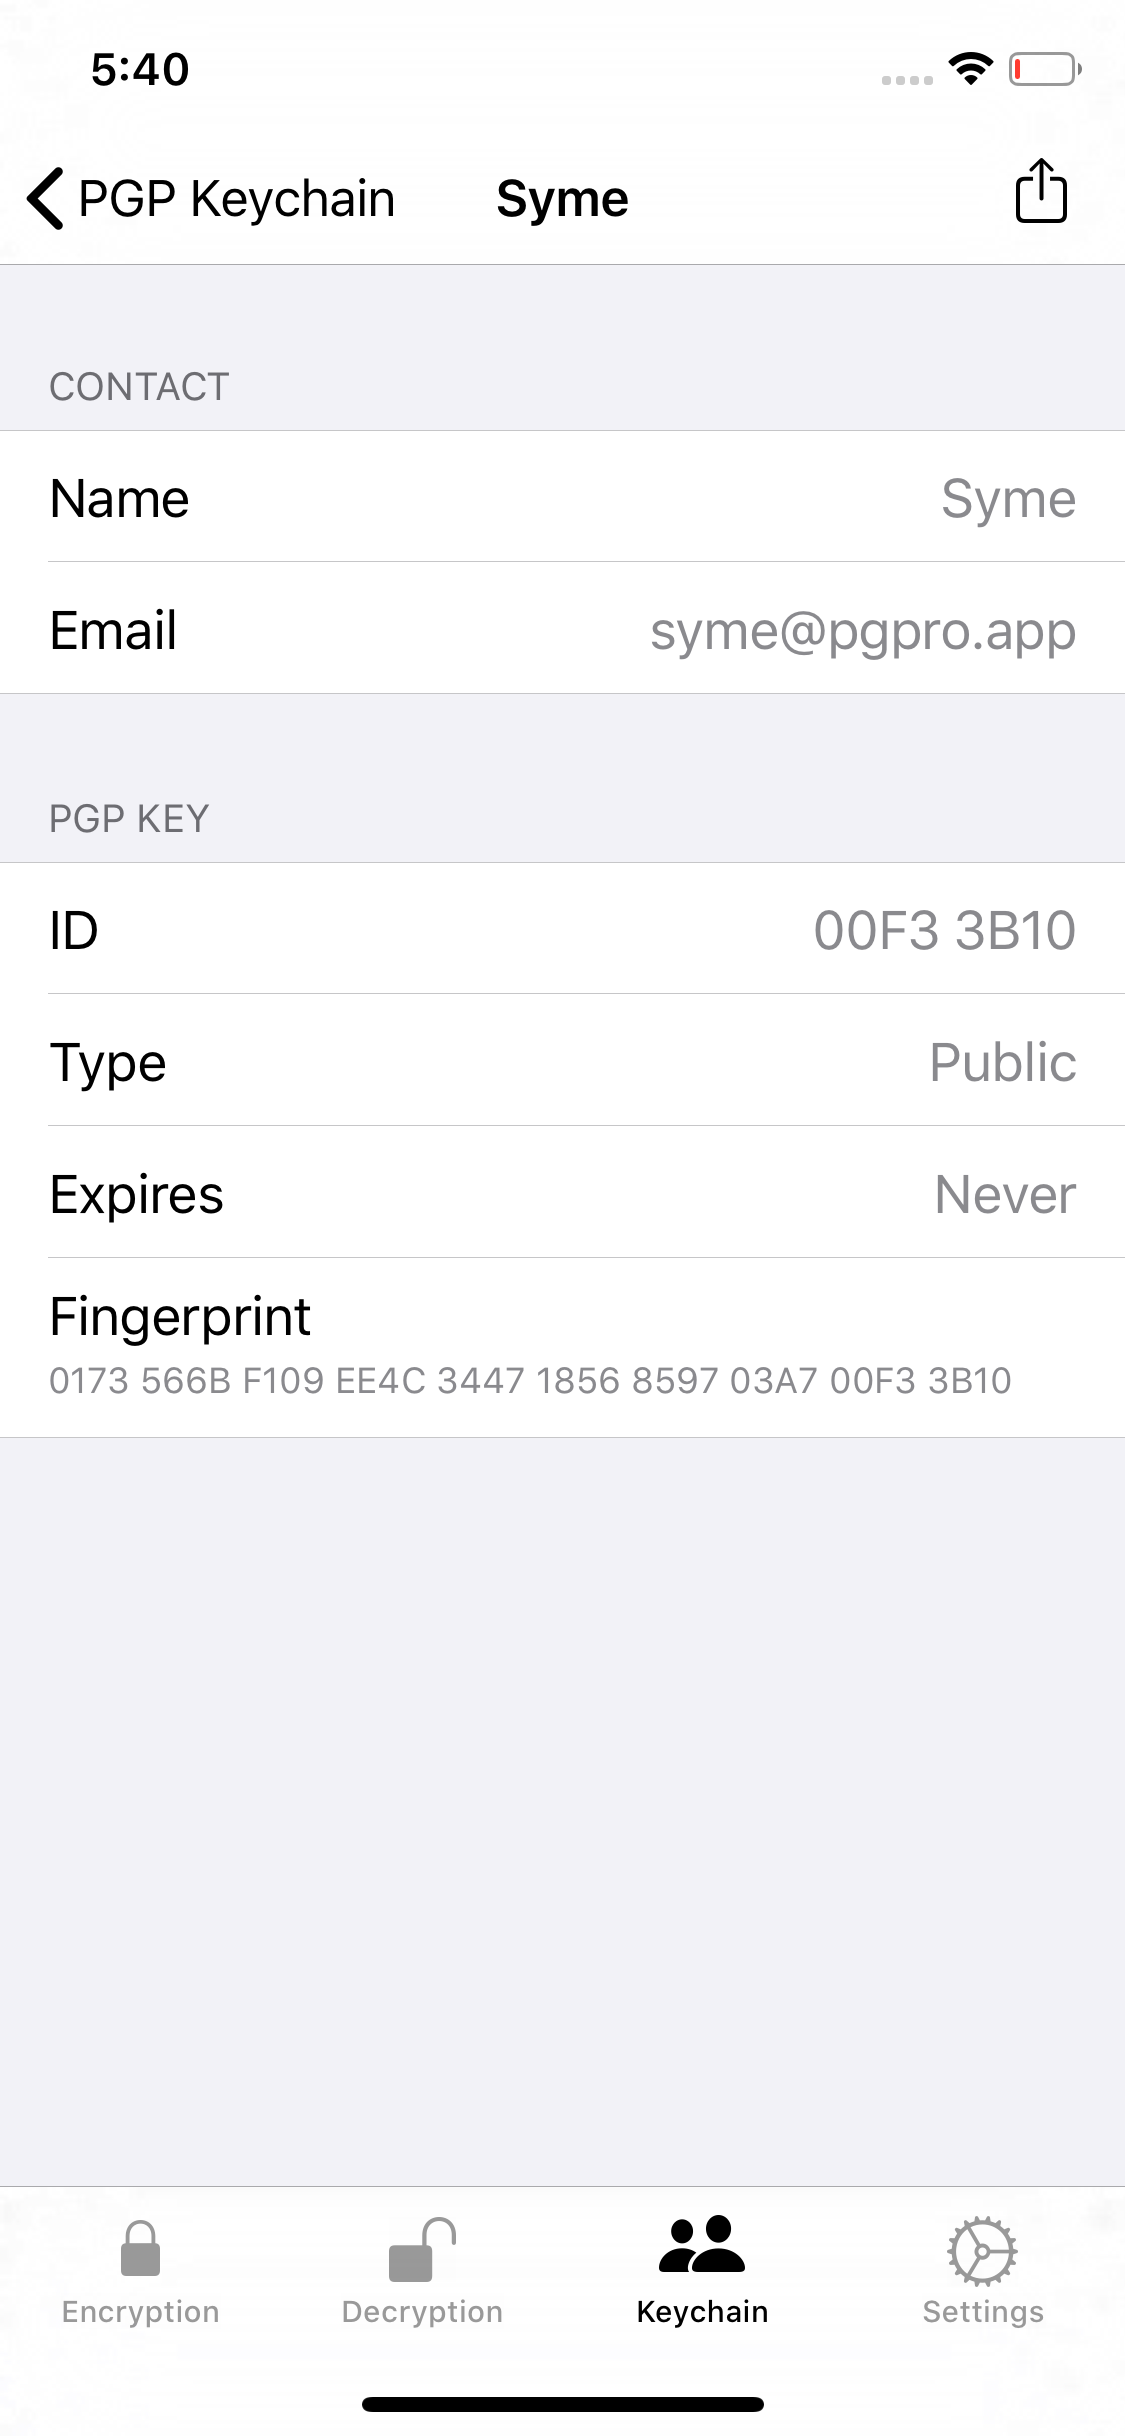 5:40
PGP Keychain Syme
CONTACT
Name Syme
Email syme@pgpro.app
PGP KEY
ID 00F3 3B10
Type Public
Expires Never
Fingerprint
0173 566B F109 EE4C 3447 1856 8597 03A7 00F3 3B10
Encryption Decryption Keychain Settings